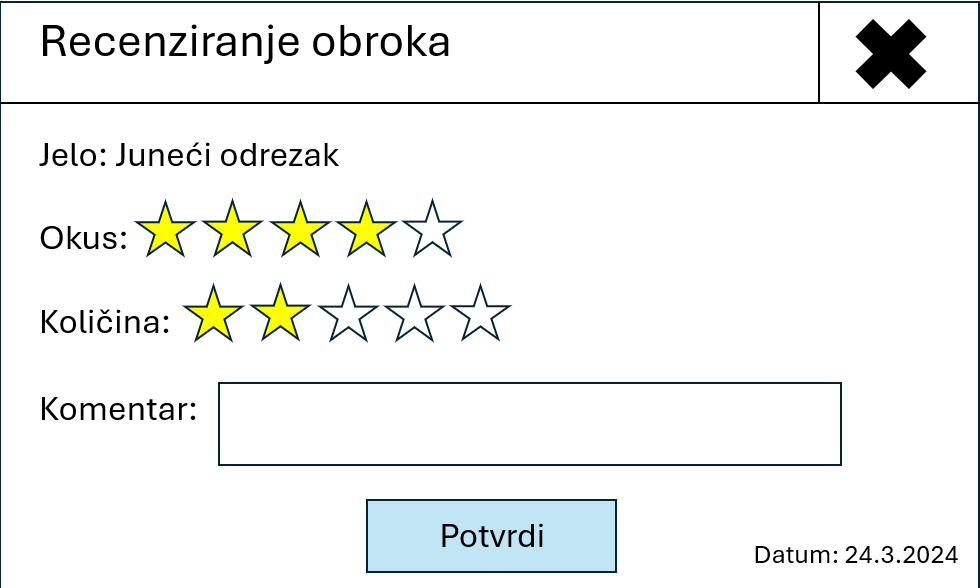 Recenziranje obroka
Jelo: Juneći odrezak
Okus:
Količina:
Komentar:
Potvrdi
Datum: 24.3.2024